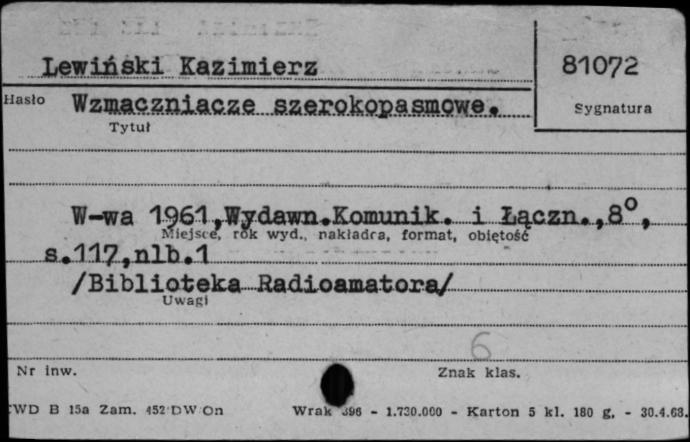 Lewiński Kazimierz
81072
Hasło Wzmaczniacze szerokopasmowe.
Sygnatura
Tytuł
W-wa 1961,Wydawn.Komunik. i Łączn.,8°,
Miejsce, rok wyd., nakładca, format, objętość
s.117,nlb.1
/Biblioteka Radioamatora/
Uwagi
6
Nr inw.
Znak klas.
WD B 15a Zam. 452 DW On Wrak 396 - 1.730.000 - Karton 5 kl. 180 g. - 30.4.68.